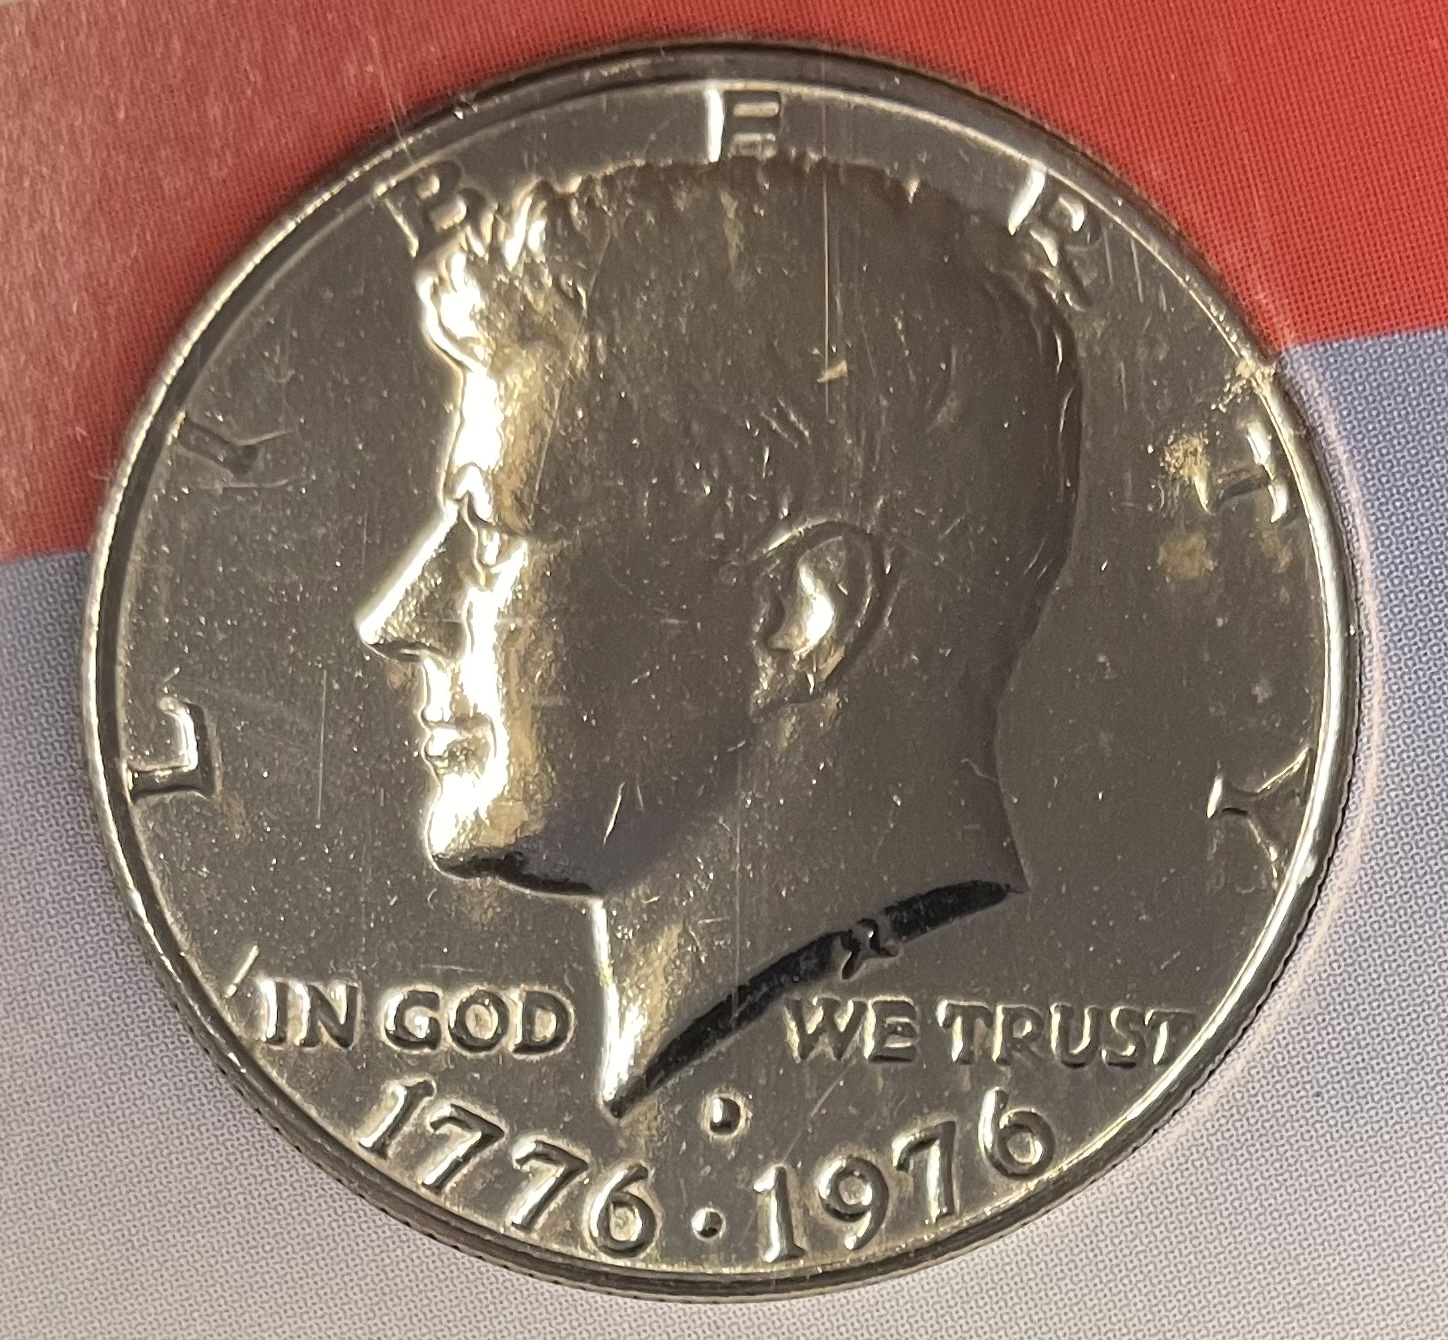 LIBERTY
IN GOD WE TRUST
1776·1976